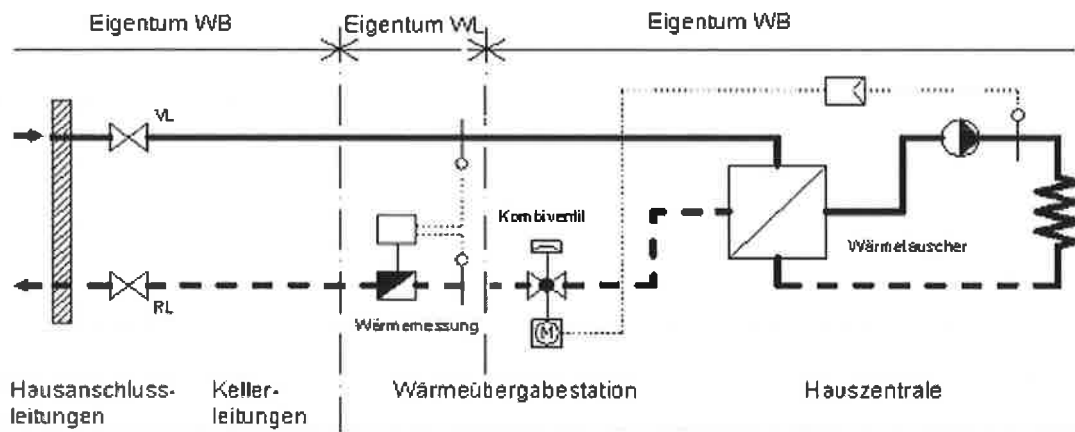 Eigentum WB
Eigentum WL
Eigentum WB
VL
Kombiventil
Wärmetauscher
RL
Wärmemessung
M
Hausanschluss-
leitungen
Keller-
leitungen
Wärmeübergabestation
Hauszentrale